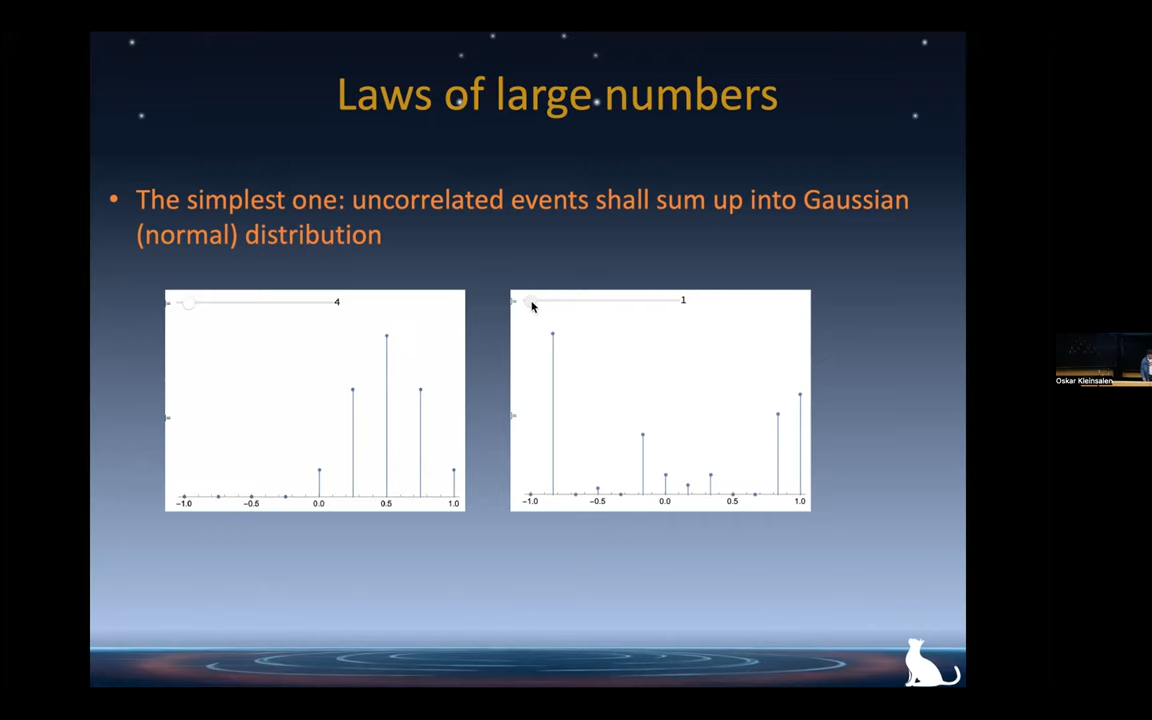 Laws of large numbers
• The simplest one: uncorrelated events shall sum up into Gaussian
(normal) distribution
4
1
-1.0 -0.5 0.0 0.5 1.0
-1.0 -0.5 0.0 0.5 1.0
Oskar Kleinsalen